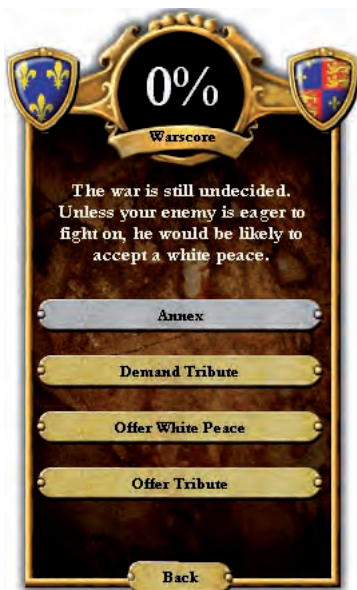 0%
Warscore
The war is still undecided.
Unless your enemy is eager to
fight on, he would be likely to
accept a white peace.
Annex
Demand Tribute
Offer White Peace
Offer Tribute
Back